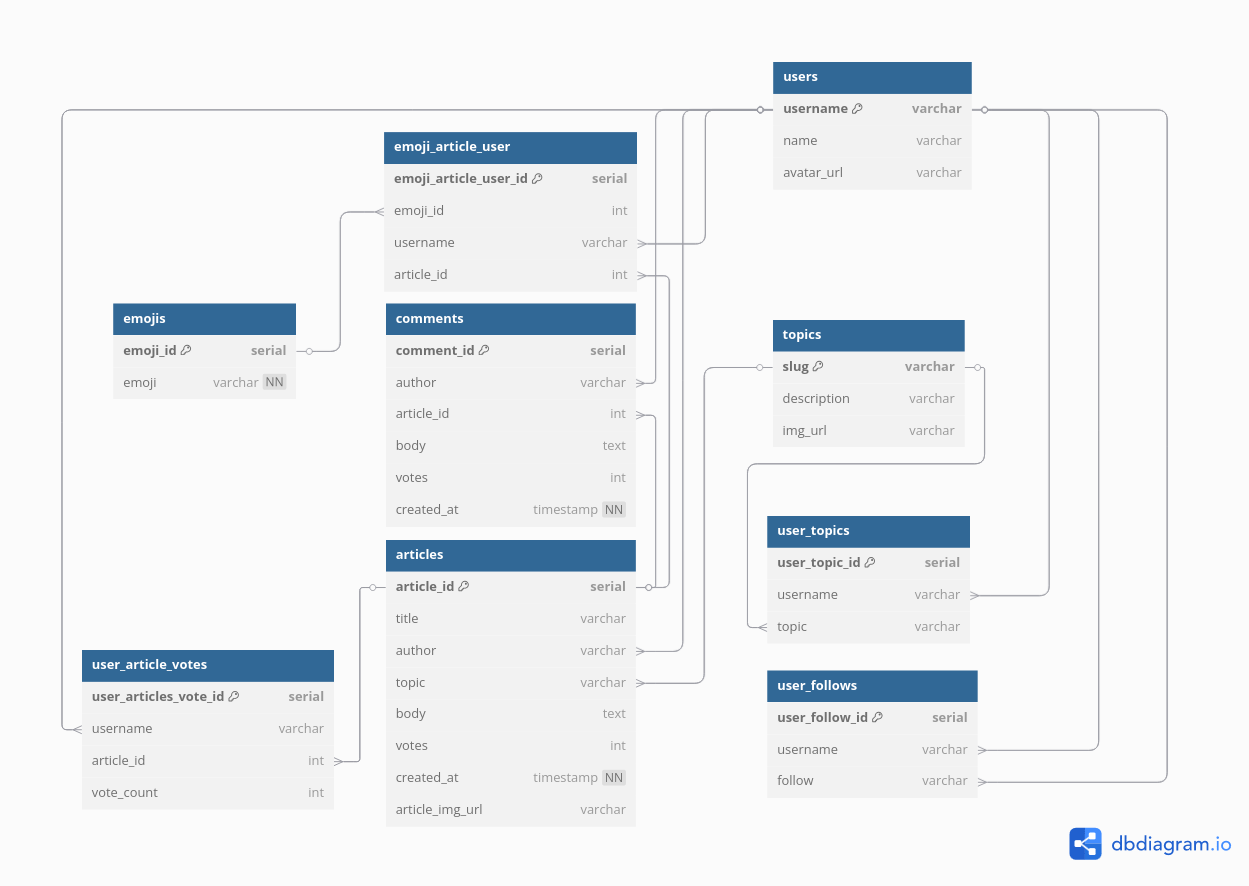 users
username varchar
name varchar
avatar_url varchar
emoji_article_user
emoji_article_user_id serial
emoji_id int
username varchar
article_id int
emojis
emoji_id serial
emoji varchar NN
comments
comment_id serial
author varchar
article_id int
body text
votes int
created_at timestamp NN
topics
slug varchar
description varchar
img_url varchar
articles
article_id serial
title varchar
author varchar
topic varchar
body text
votes int
created_at timestamp NN
article_img_url varchar
user_topics
user_topic_id serial
username varchar
topic varchar
user_article_votes
user_articles_vote_id serial
username varchar
article_id int
vote_count int
user_follows
user_follow_id serial
username varchar
follow varchar
dbdiagram.io